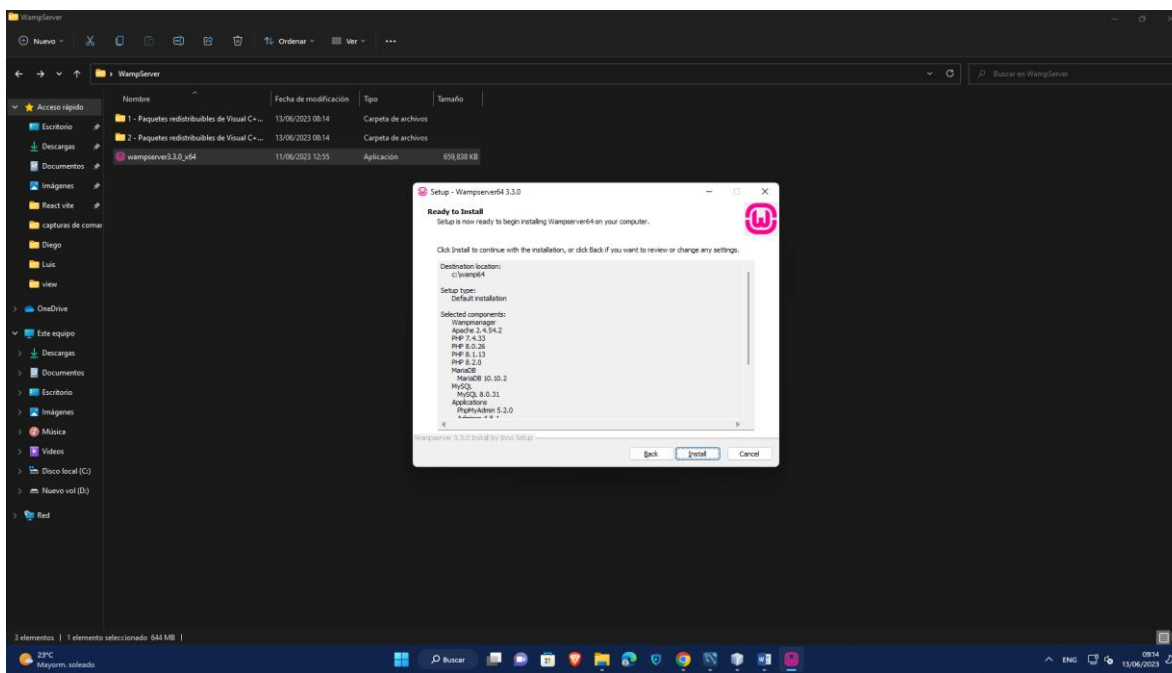 WampServer
Nuevo
Ordenar
Ver
WampServer
Buscar en WampServer
Nombre Fecha de modificación Tipo Tamaño
1 - Paquetes redistribuibles de Visual C+... 13/06/2023 08:14 Carpeta de archivos
2 - Paquetes redistribuibles de Visual C+... 13/06/2023 08:14 Carpeta de archivos
wampserver3.3.0_x64 11/06/2023 12:55 Aplicación 659,838 KB
Acceso rápido
Escritorio
Descargas
Documentos
Imágenes
React vite
capturas de comar
Diego
Luis
view
OneDrive
Este equipo
Descargas
Documentos
Escritorio
Imágenes
Música
Videos
Disco local (C:)
Nuevo vol (D:)
Red
Setup - Wampserver64 3.3.0
Ready to Install
Setup is now ready to begin installing Wampserver64 on your computer.
Click Install to continue with the installation, or click Back if you want to review or change any settings.
Destination location:
c:\wamp64
Setup type:
Default installation
Selected components:
Wampmanager
Apache 2.4.54.2
PHP 7.4.33
PHP 8.0.26
PHP 8.1.13
PHP 8.2.0
MariaDB
MariaDB 10.10.2
MySQL
MySQL 8.0.31
Applications
PhpMyAdmin 5.2.0
Wampserver 3.3.0 Install by Inno Setup
Back
Install
Cancel
3 elementos
1 elemento seleccionado 644 MB
23°C
Mayorm. soleado
Buscar
ENG
09:14
13/06/2023